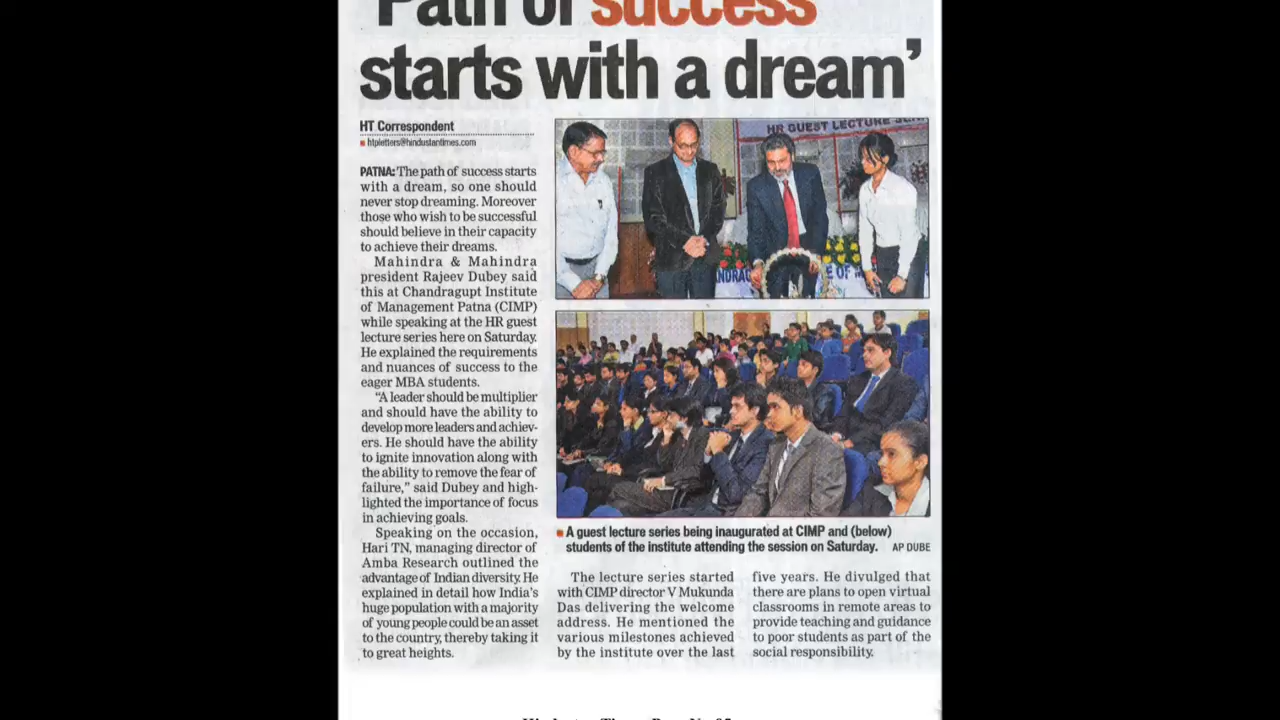 'Path of success
starts with a dream'
HT Correspondent
htpletters@hindustantimes.com
PATNA: The path of success starts
with a dream, so one should
never stop dreaming. Moreover
those who wish to be successful
should believe in their capacity
to achieve their dreams.
Mahindra & Mahindra
president Rajeev Dubey said
this at Chandragupt Institute
of Management Patna (CIMP)
while speaking at the HR guest
lecture series here on Saturday.
He explained the requirements
and nuances of success to the
eager MBA students.
"A leader should be multiplier
and should have the ability to
develop more leaders and achiev-
ers. He should have the ability
to ignite innovation along with
the ability to remove the fear of
failure," said Dubey and high-
lighted the importance of focus
in achieving goals.
Speaking on the occasion,
Hari TN, managing director of
Amba Research outlined the
advantage of Indian diversity. He
explained in detail how India's
huge population with a majority
of young people could be an asset
to the country, thereby taking it
to great heights.
HR GUEST LECTURE
E OF
A guest lecture series being inaugurated at CIMP and (below)
students of the institute attending the session on Saturday. AP DUBE
The lecture series started
with CIMP director V Mukunda
Das delivering the welcome
address. He mentioned the
various milestones achieved
by the institute over the last
five years. He divulged that
there are plans to open virtual
classrooms in remote areas to
provide teaching and guidance
to poor students as part of the
social responsibility.